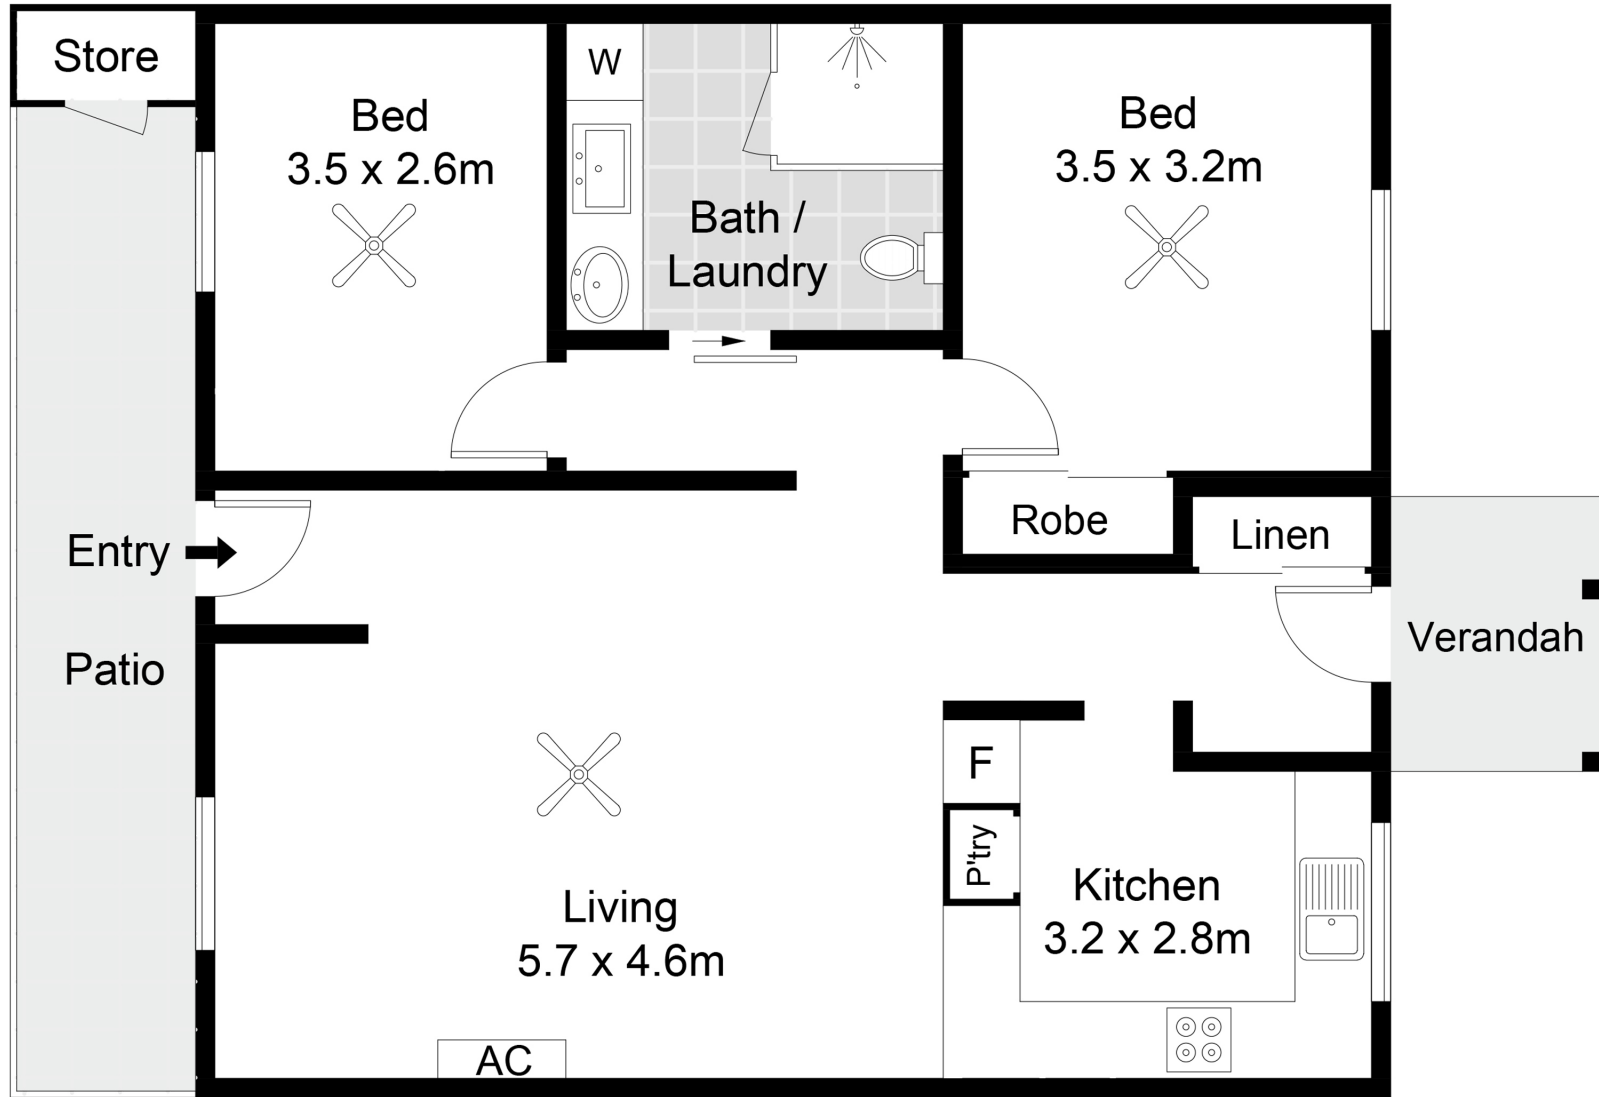 Store
W
Bed
3.5 x 2.6m
Bed
3.5 x 3.2m
Bath /
Laundry
Robe
Linen
Entry
Verandah
Patio
F
P'try
Kitchen
3.2 x 2.8m
Living
5.7 x 4.6m
AC